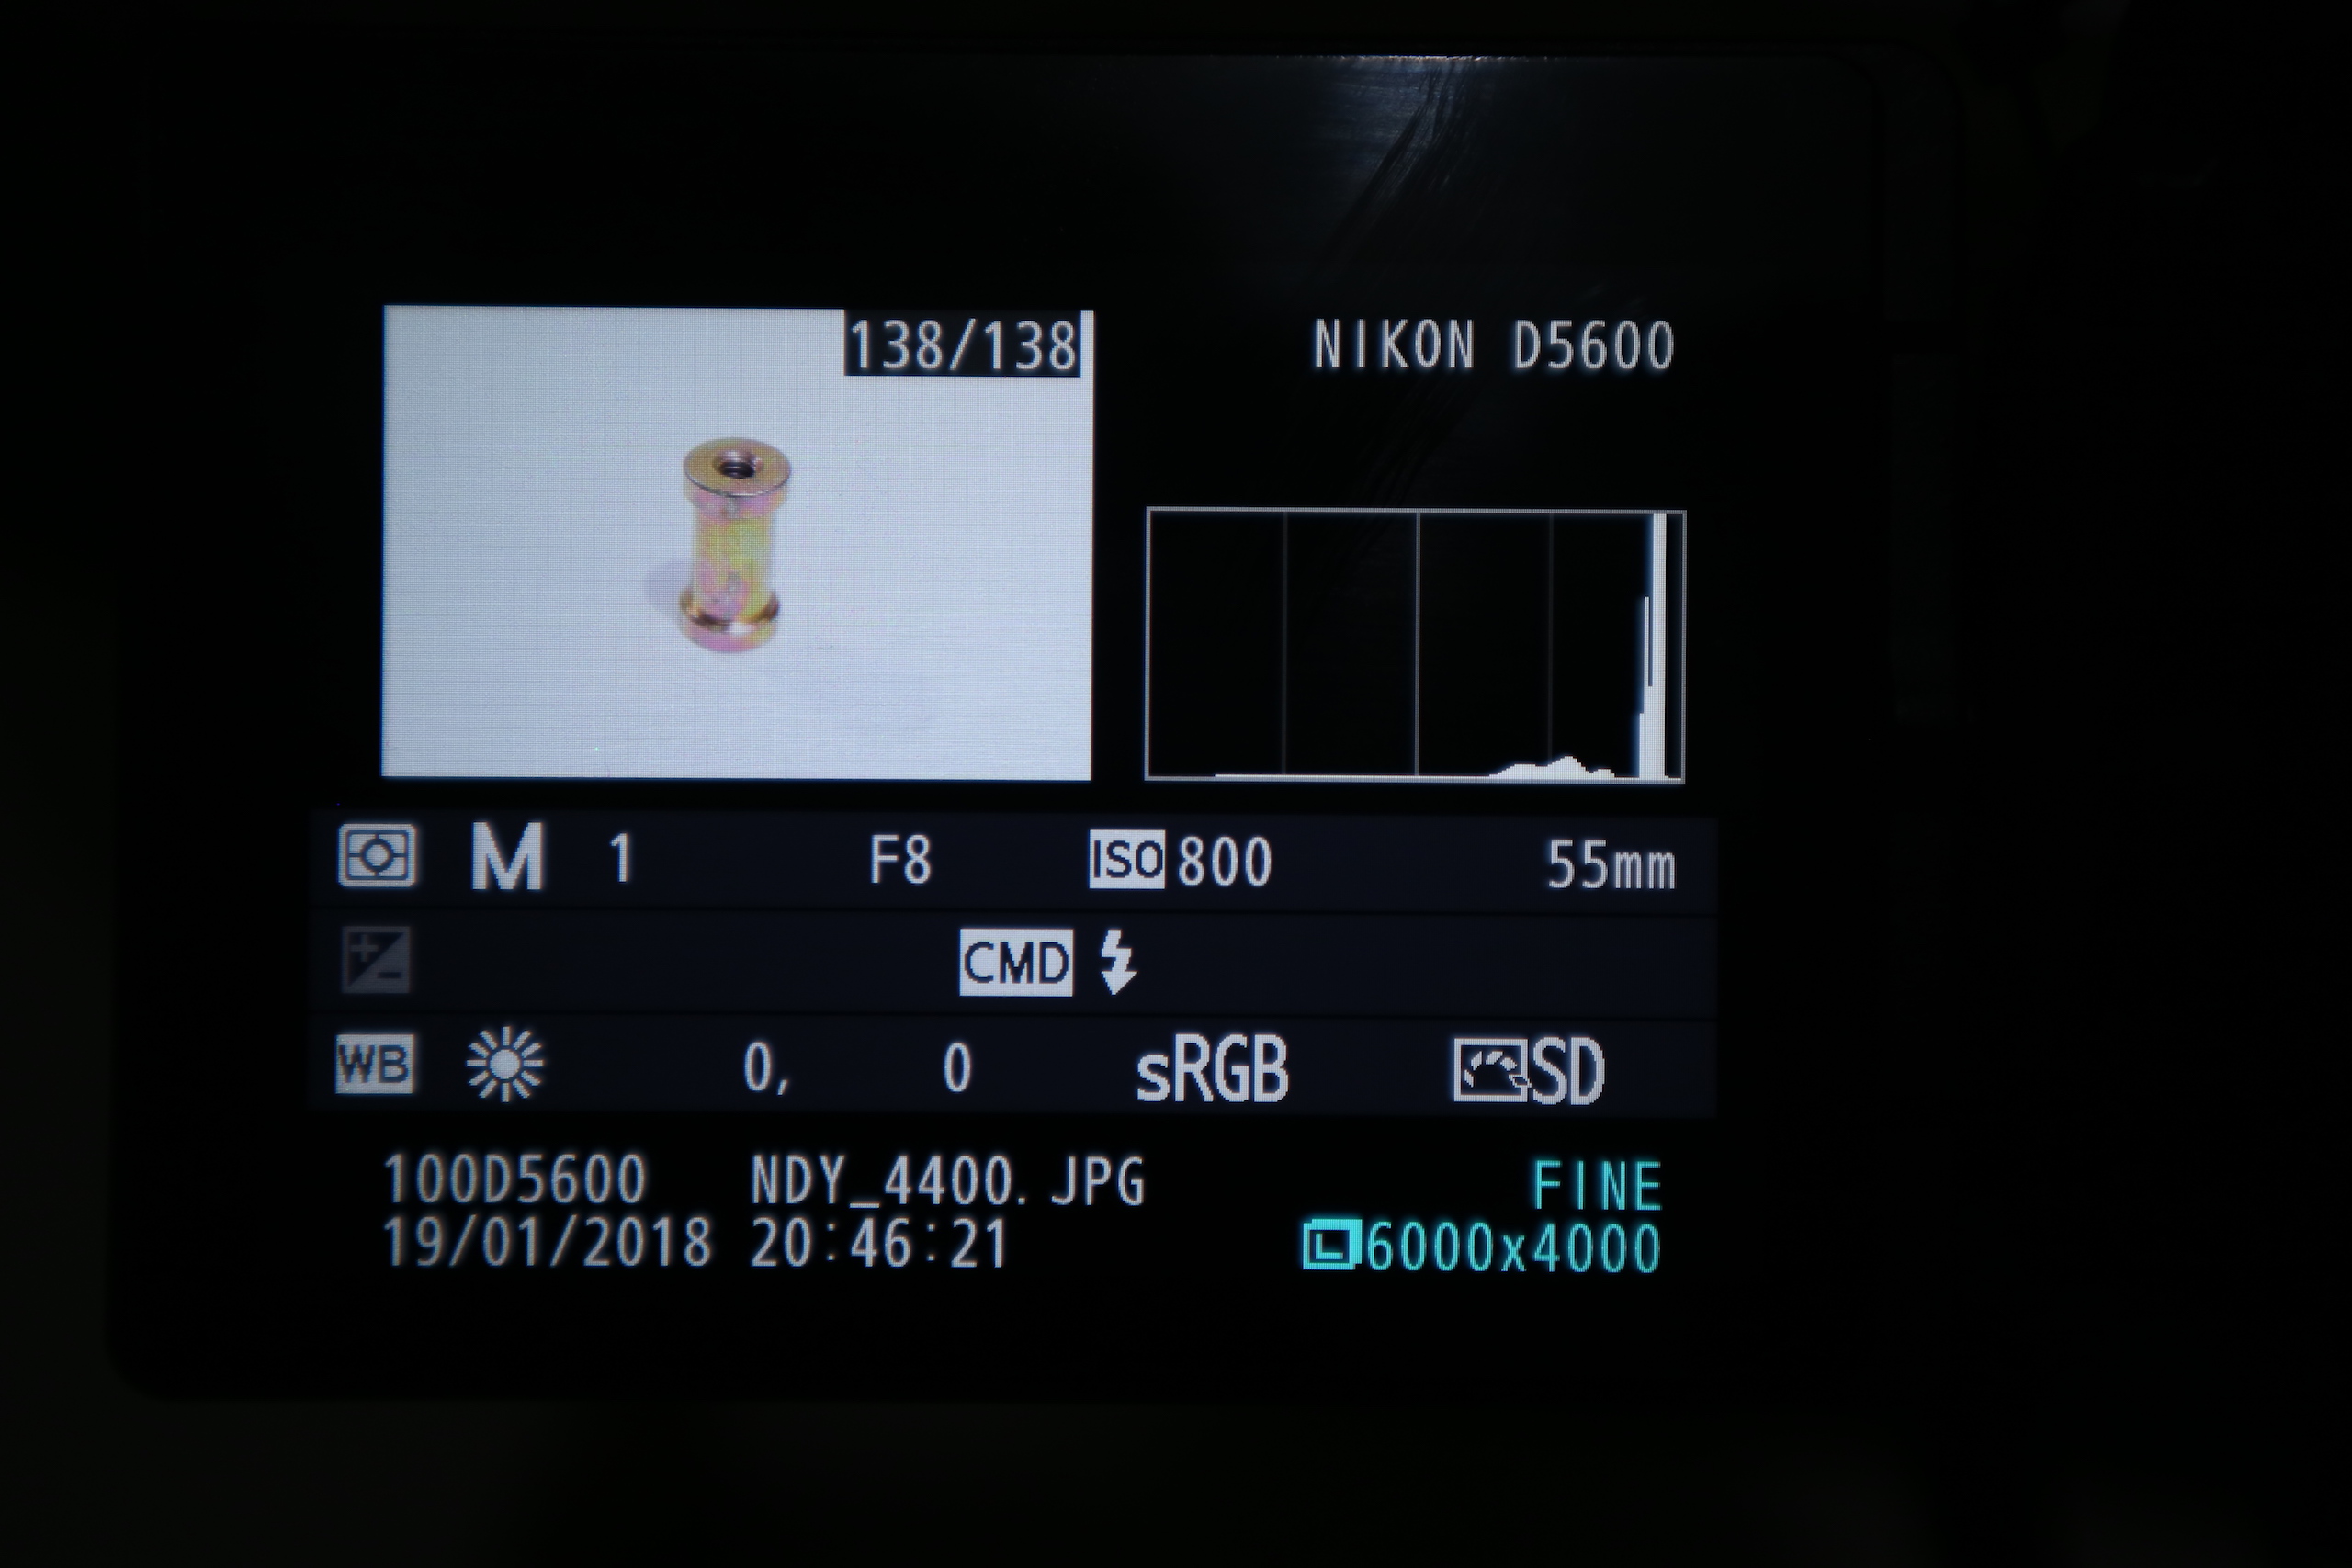 138/138
NIKON D5600
M 1 F8 ISO 800 55mm
CMD
WB 0, 0 sRGB SD
100D5600 NDY_4400.JPG FINE
19/01/2018 20:46:21 L 6000x4000